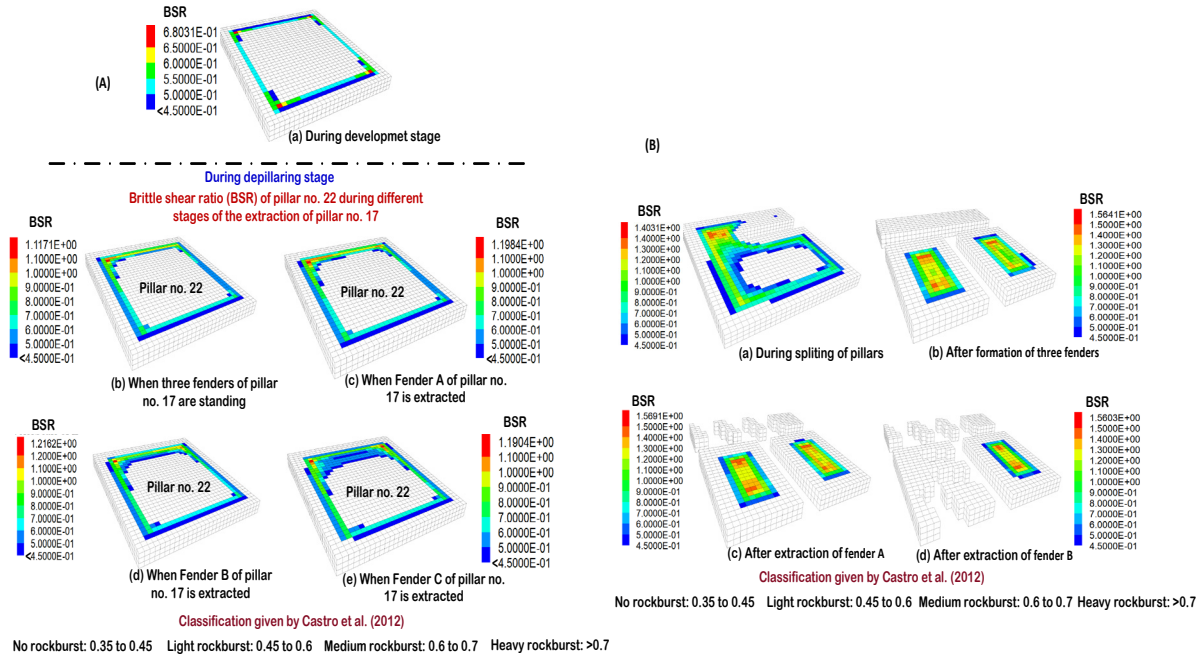 BSR
6.8031E-01
6.5000E-01
6.0000E-01
5.5000E-01
5.0000E-01
<4.5000E-01
(A)
(a) During developmet stage
During depillaring stage
Brittle shear ratio (BSR) of pillar no. 22 during different
stages of the extraction of pillar no. 17
BSR
1.1171E+00
1.1000E+00
1.0000E+00
9.0000E-01
8.0000E-01
7.0000E-01
6.0000E-01
5.0000E-01
<4.5000E-01
Pillar no. 22
(b) When three fenders of pillar
no. 17 are standing
BSR
1.1984E+00
1.1000E+00
1.0000E+00
9.0000E-01
8.0000E-01
7.0000E-01
6.0000E-01
5.0000E-01
<4.5000E-01
Pillar no. 22
(c) When Fender A of pillar no.
17 is extracted
BSR
1.2162E+00
1.2000E+00
1.1000E+00
1.0000E+00
9.0000E-01
8.0000E-01
7.0000E-01
6.0000E-01
5.0000E-01
<4.5000E-01
Pillar no. 22
(d) When Fender B of pillar
no. 17 is extracted
BSR
1.1904E+00
1.1000E+00
1.0000E+00
9.0000E-01
8.0000E-01
7.0000E-01
6.0000E-01
5.0000E-01
<4.5000E-01
Pillar no. 22
(e) When Fender C of pillar no.
17 is extracted
Classification given by Castro et al. (2012)
No rockburst: 0.35 to 0.45 Light rockburst: 0.45 to 0.6 Medium rockburst: 0.6 to 0.7 Heavy rockburst: >0.7
(B)
BSR
1.4031E+00
1.4000E+00
1.3000E+00
1.2000E+00
1.1000E+00
1.0000E+00
9.0000E-01
8.0000E-01
7.0000E-01
6.0000E-01
5.0000E-01
4.5000E-01
(a) During spliting of pillars
BSR
1.5641E+00
1.5000E+00
1.4000E+00
1.3000E+00
1.2000E+00
1.1000E+00
1.0000E+00
9.0000E-01
8.0000E-01
7.0000E-01
6.0000E-01
5.0000E-01
4.5000E-01
(b) After formation of three fenders
BSR
1.5691E+00
1.5000E+00
1.4000E+00
1.3000E+00
1.2000E+00
1.1000E+00
1.0000E+00
9.0000E-01
8.0000E-01
7.0000E-01
6.0000E-01
5.0000E-01
4.5000E-01
(c) After extraction of fender A
BSR
1.5603E+00
1.5000E+00
1.4000E+00
1.3000E+00
1.2000E+00
1.1000E+00
1.0000E+00
9.0000E-01
8.0000E-01
7.0000E-01
6.0000E-01
5.0000E-01
4.5000E-01
(d) After extraction of fender B
Classification given by Castro et al. (2012)
No rockburst: 0.35 to 0.45 Light rockburst: 0.45 to 0.6 Medium rockburst: 0.6 to 0.7 Heavy rockburst: >0.7